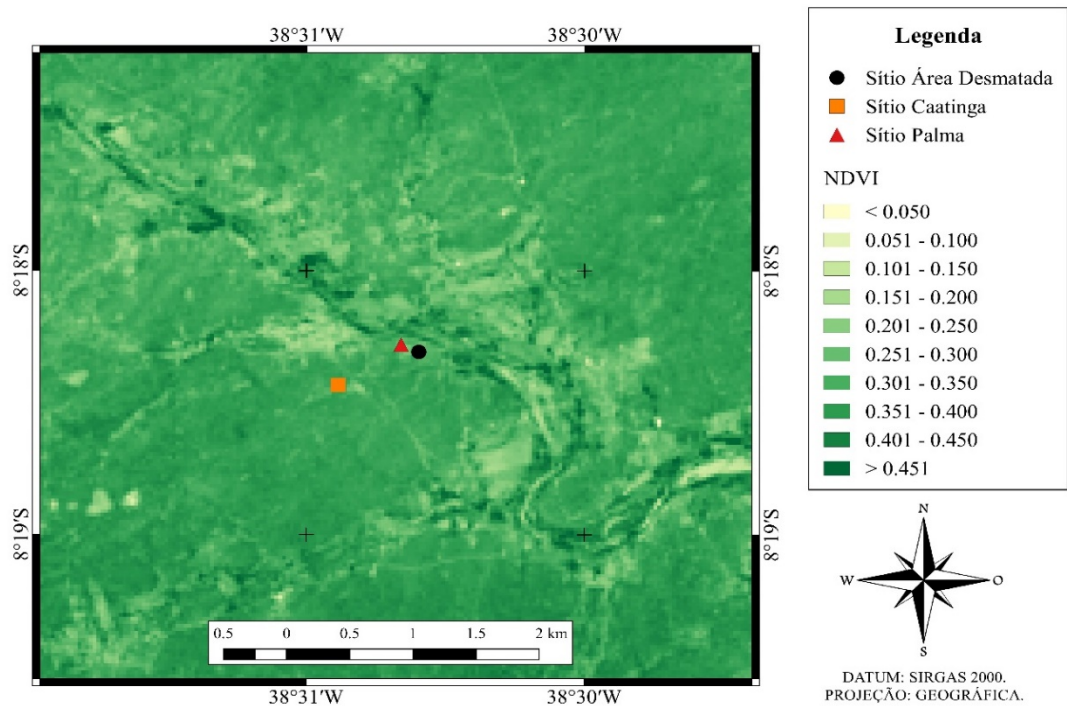 38°31'W 38°30'W
8°18'S 8°18'S
8°19'S 8°19'S
0.5 0 0.5 1 1.5 2 km
38°31'W 38°30'W
Legenda
Sítio Área Desmatada
Sítio Caatinga
Sítio Palma
NDVI
< 0.050
0.051 - 0.100
0.101 - 0.150
0.151 - 0.200
0.201 - 0.250
0.251 - 0.300
0.301 - 0.350
0.351 - 0.400
0.401 - 0.450
> 0.451
N
W O
S
DATUM: SIRGAS 2000.
PROJEÇÃO: GEOGRÁFICA.